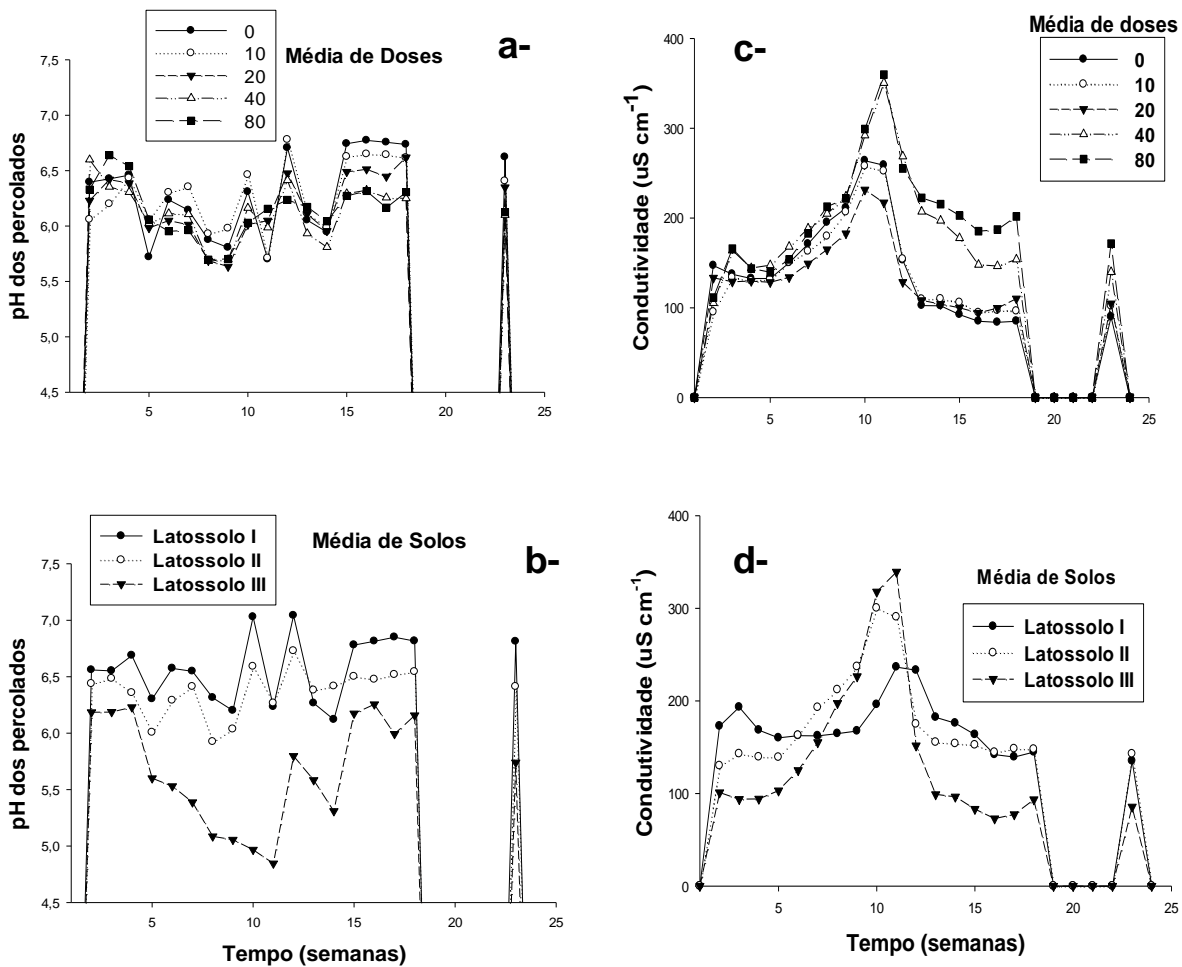 0
10
20
40
80
a-
Média de Doses
pH dos percolados
7,5
7,0
6,5
6,0
5,5
5,0
4,5
5
10
15
20
25
Média de doses
0
10
20
40
80
c-
Condutividade (uS cm-1)
400
300
200
100
0
5
10
15
20
25
Latossolo I
Latossolo II
Latossolo III
Média de Solos
b-
pH dos percolados
7,5
7,0
6,5
6,0
5,5
5,0
4,5
5
10
15
20
25
Tempo (semanas)
d-
Média de Solos
Latossolo I
Latossolo II
Latossolo III
Condutividade (uS cm-1)
400
300
200
100
0
5
10
15
20
25
Tempo (semanas)